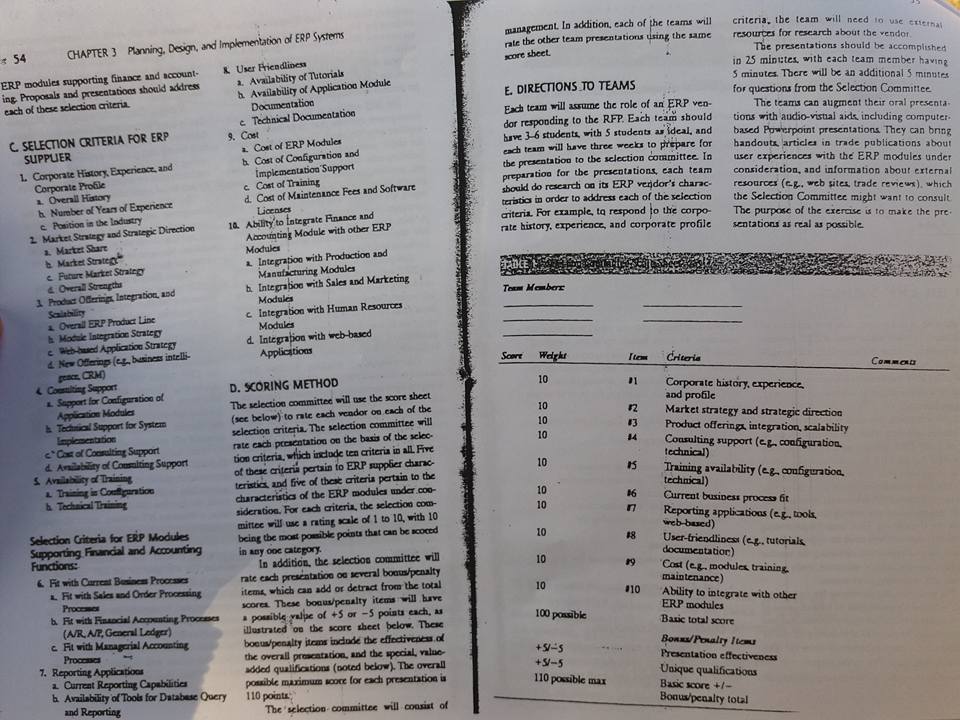 54 CHAPTER 3 Planning, Design, and Implementation of ERP Systems
ERP modules supporting finance and account-
ing. Proposals and presentations should address
each of these selection criteria.
C. SELECTION CRITERIA FOR ERP
SUPPLIER
1. Corporate History, Experience, and
Corporate Profile
a. Overall History
b. Number of Years of Experience
c. Position in the Industry
2. Market Strategy and Strategic Direction
a. Market Share
b. Market Strategy
c. Future Market Strategy
d. Overall Strengths
3. Product Offerings, Integration, and
Scalability
a. Overall ERP Product Line
b. Module Integration Strategy
c. Web-based Application Strategy
d. New Offerings (e.g., business intelli-
gence, CRM)
4. Consulting Support
a. Support for Configuration of
Application Modules
b. Technical Support for System
Implementation
c. Cost of Consulting Support
d. Availability of Consulting Support
5. Availability of Training
a. Training in Configuration
b. Technical Training
Selection Criteria for ERP Modules
Supporting Financial and Accounting
Functions:
6. Fit with Current Business Processes
a. Fit with Sales and Order Processing
Processes
b. Fit with Financial Accounting Processes
(A/R, A/P, General Ledger)
c. Fit with Managerial Accounting
Processes
7. Reporting Applications
a. Current Reporting Capabilities
b. Availability of Tools for Database Query
and Reporting
8. User Friendliness
a. Availability of Tutorials
b. Availability of Application Module
Documentation
c. Technical Documentation
9. Cost
a. Cost of ERP Modules
b. Cost of Configuration and
Implementation Support
c. Cost of Training
d. Cost of Maintenance Fees and Software
Licenses
10. Ability to Integrate Finance and
Accounting Module with other ERP
Modules
a. Integration with Production and
Manufacturing Modules
b. Integration with Sales and Marketing
Modules
c. Integration with Human Resources
Modules
d. Integration with web-based
Applications
D. SCORING METHOD
The selection committee will use the score sheet
(see below) to rate each vendor on each of the
selection criteria. The selection committee will
rate each presentation on the basis of the selec-
tion criteria, which include ten criteria in all. Five
of these criteria pertain to ERP supplier charac-
teristics, and five of these criteria pertain to the
characteristics of the ERP modules under con-
sideration. For each criteria, the selection com-
mittee will use a rating scale of 1 to 10, with 10
being the most possible points that can be scored
in any one category.
In addition, the selection committee will
rate each presentation on several bonus/penalty
items, which can add or detract from the total
scores. These bonus/penalty items will have
a possible value of +5 or -5 points each, as
illustrated on the score sheet below. These
bonus/penalty items include the effectiveness of
the overall presentation, and the special, value-
added qualifications (noted below). The overall
possible maximum score for each presentation is
110 points.
The selection committee will consist of
management. In addition, each of the teams will
rate the other team presentations using the same
score sheet.
E. DIRECTIONS TO TEAMS
Each team will assume the role of an ERP ven-
dor responding to the RFP. Each team should
have 3-6 students, with 5 students as ideal, and
each team will have three weeks to prepare for
the presentation to the selection committee. In
preparation for the presentations, each team
should do research on its ERP vendor's charac-
teristics in order to address each of the selection
criteria. For example, to respond to the corpo-
rate history, experience, and corporate profile
criteria, the team will need to use external
resources for research about the vendor.
The presentations should be accomplished
in 25 minutes, with each team member having
5 minutes. There will be an additional 5 minutes
for questions from the Selection Committee.
The teams can augment their oral presenta-
tions with audio-visual aids, including computer-
based Powerpoint presentations. They can bring
handouts, articles in trade publications about
user experiences with the ERP modules under
consideration, and information about external
resources (e.g., web sites, trade reviews), which
the Selection Committee might want to consult.
The purpose of the exercise is to make the pre-
sentations as real as possible.
Team Members:
Score Weight Item Criteria Comments
10 #1 Corporate history, experience,
and profile
10 #2 Market strategy and strategic direction
10 #3 Product offerings, integration, scalability
10 #4 Consulting support (e.g., configuration,
technical)
10 #5 Training availability (e.g., configuration,
technical)
10 #6 Current business process fit
10 #7 Reporting applications (e.g., tools,
web-based)
10 #8 User-friendliness (e.g., tutorials,
documentation)
10 #9 Cost (e.g., modules, training,
maintenance)
10 #10 Ability to integrate with other
ERP modules
100 possible Basic total score
Bonus/Penalty Items
+5/-5 Presentation effectiveness
+5/-5 Unique qualifications
110 possible max Basic score +/-
Bonus/penalty total